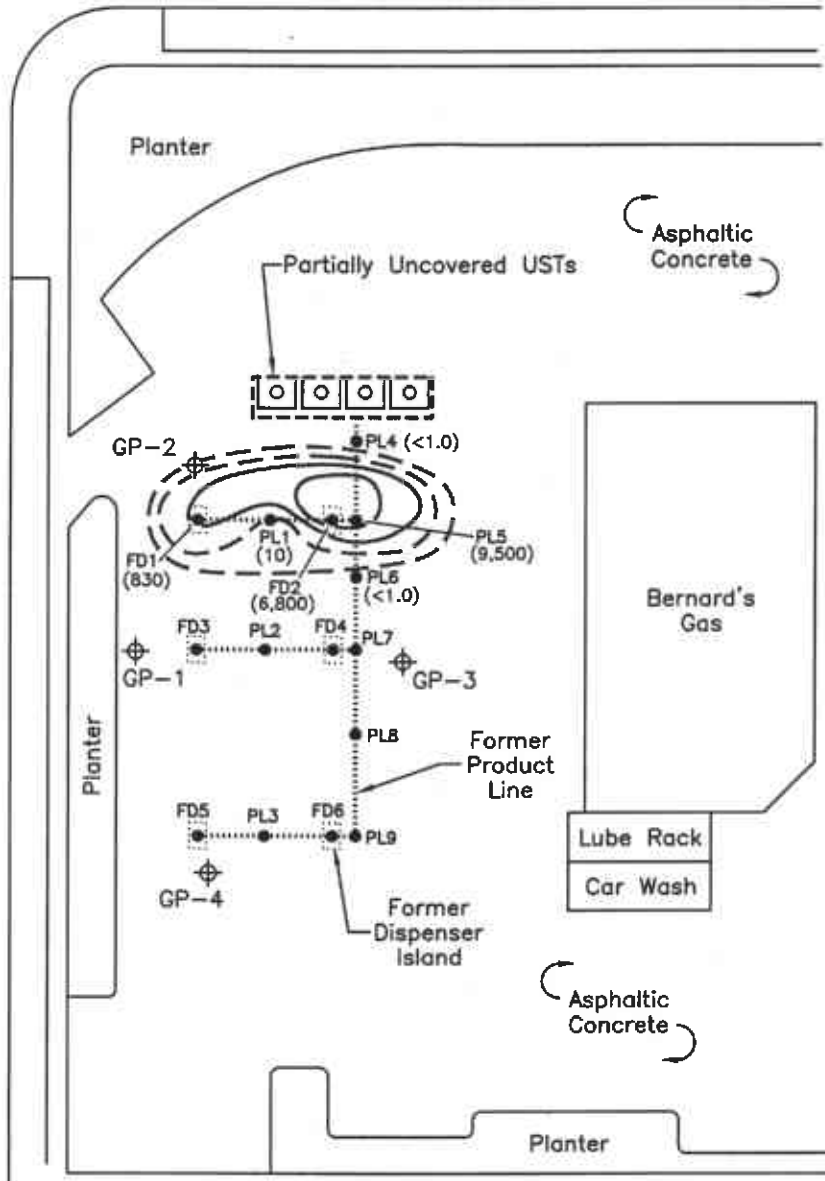 Planter
Asphaltic
Concrete
Partially Uncovered USTs
PL4 (<1.0)
GP-2
FD1
(830)
PL1
(10)
FD2
(6,800)
PL5
(9,500)
PL6
(<1.0)
Bernard's
Gas
FD3
PL2
FD4
PL7
GP-1
GP-3
PL8
Former
Product
Line
Planter
FD5
PL3
FD6
PL9
Lube Rack
Car Wash
GP-4
Former
Dispenser
Island
Asphaltic
Concrete
Planter